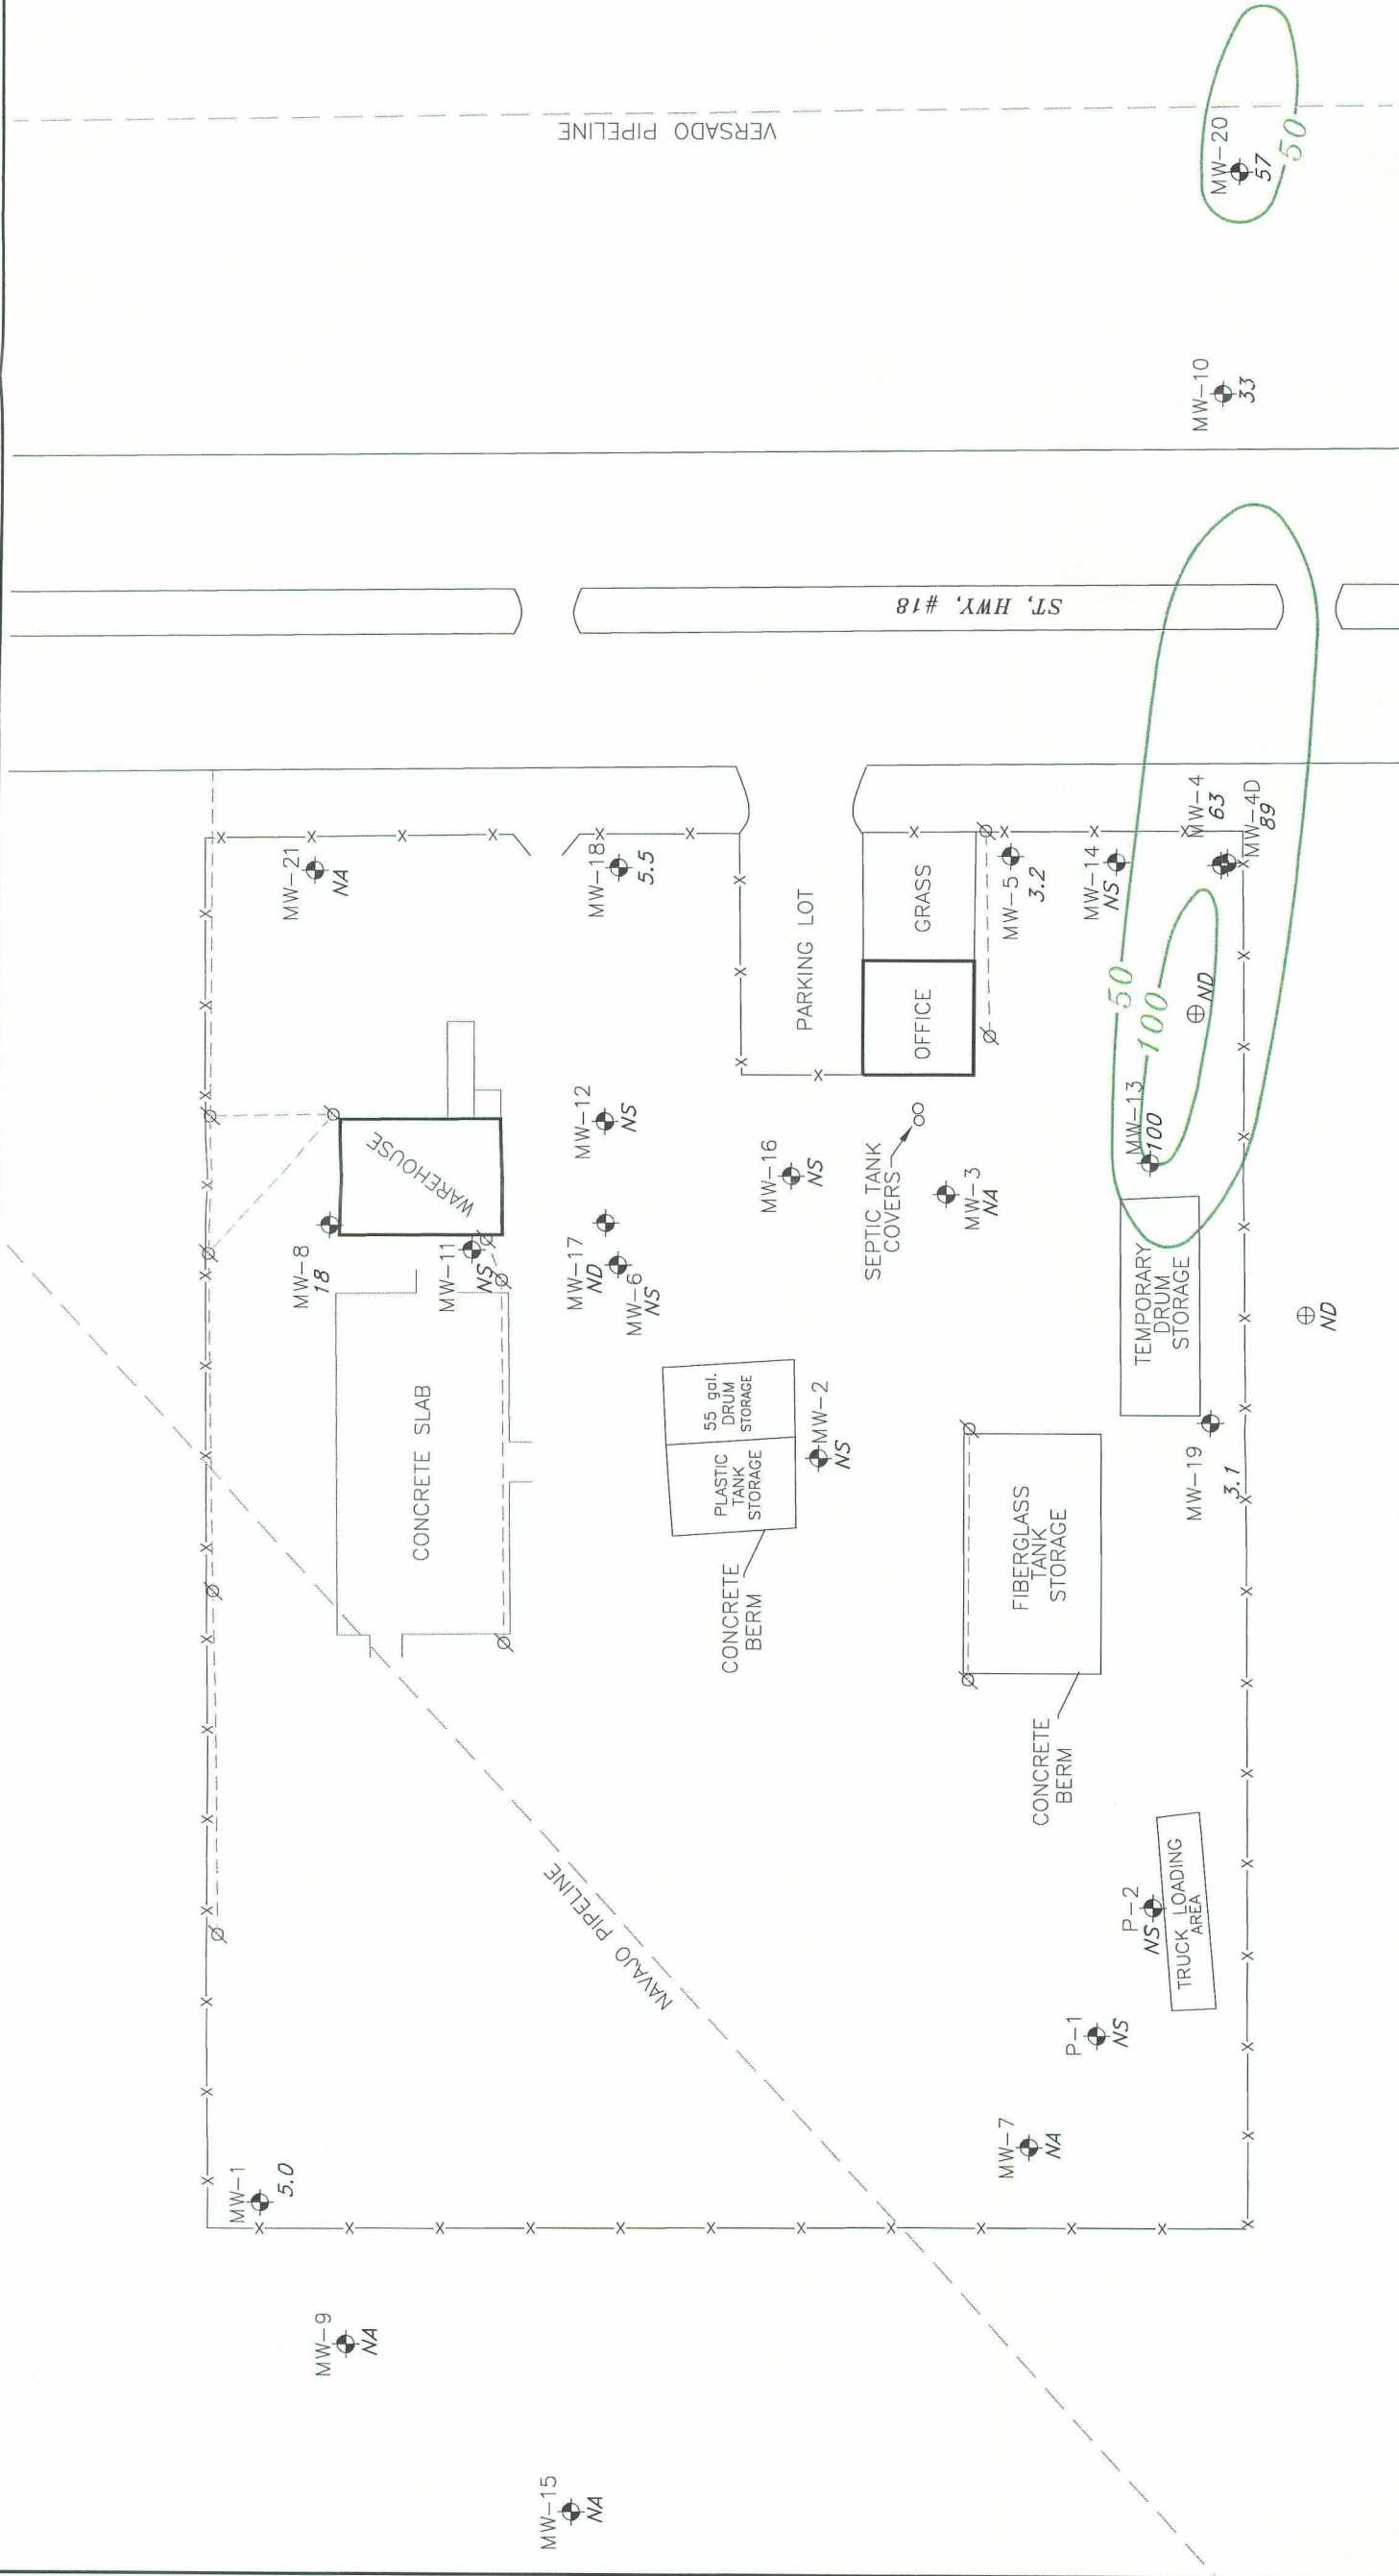 MW-15
NA
MW-9
NA
MW-1
5.0
MW-7
NA
P-1
NS
P-2
NS
TRUCK LOADING
AREA
NAVAJO PIPELINE
CONCRETE
BERM
FIBERGLASS
TANK
STORAGE
CONCRETE
BERM
PLASTIC
TANK
STORAGE
55 gal.
DRUM
STORAGE
MW-2
NS
CONCRETE SLAB
MW-19
3.1
TEMPORARY
DRUM
STORAGE
ND
MW-8
18
MW-11
NS
WAREHOUSE
MW-17
ND
MW-6
NS
MW-12
NS
MW-16
NS
SEPTIC TANK
COVERS
MW-3
NA
MW-13
100
100
50
ND
OFFICE
GRASS
PARKING LOT
MW-21
NA
MW-18
5.5
MW-5
3.2
MW-14
NS
MW-4
63
MW-4D
89
ST, HWY, #18
MW-10
33
MW-20
57
50
VERSADO PIPELINE